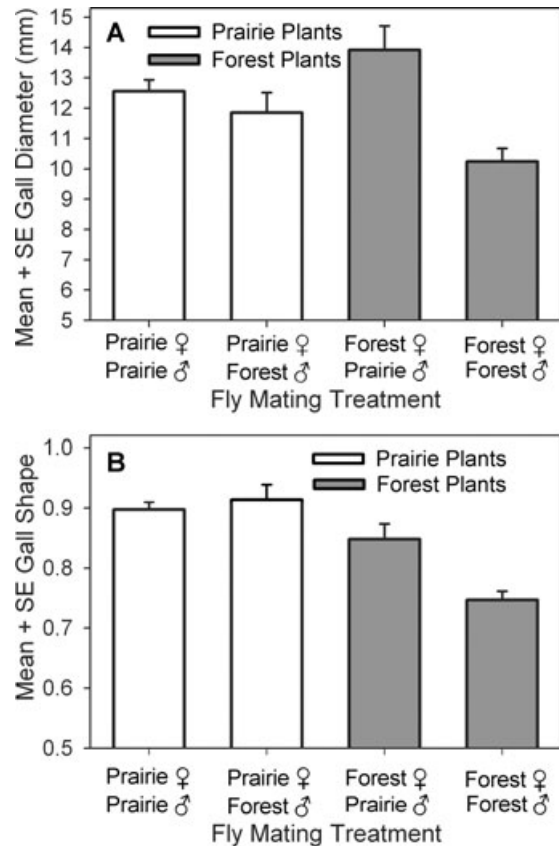 A
Prairie Plants
Forest Plants
Mean + SE Gall Diameter (mm)
15
14
13
12
11
10
9
8
7
6
5
Prairie ♀ Prairie ♀ Forest ♀ Forest ♀
Prairie ♂ Forest ♂ Prairie ♂ Forest ♂
Fly Mating Treatment
B
Prairie Plants
Forest Plants
Mean + SE Gall Shape
1.0
0.9
0.8
0.7
0.6
0.5
Prairie ♀ Prairie ♀ Forest ♀ Forest ♀
Prairie ♂ Forest ♂ Prairie ♂ Forest ♂
Fly Mating Treatment